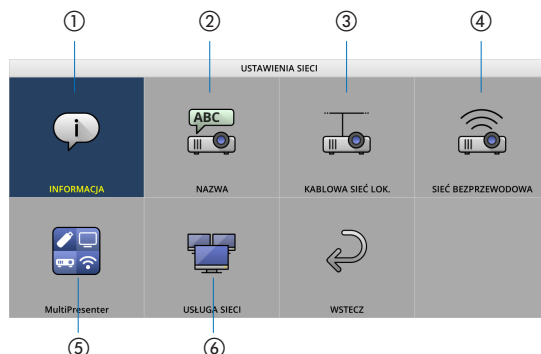 ① ② ③ ④
USTAWIENIA SIECI
ABC
i
INFORMACJA NAZWA KABLOWA SIEĆ LOK. SIEĆ BEZPRZEWODOWA
MultiPresenter USŁUGA SIECI WSTECZ
⑤ ⑥